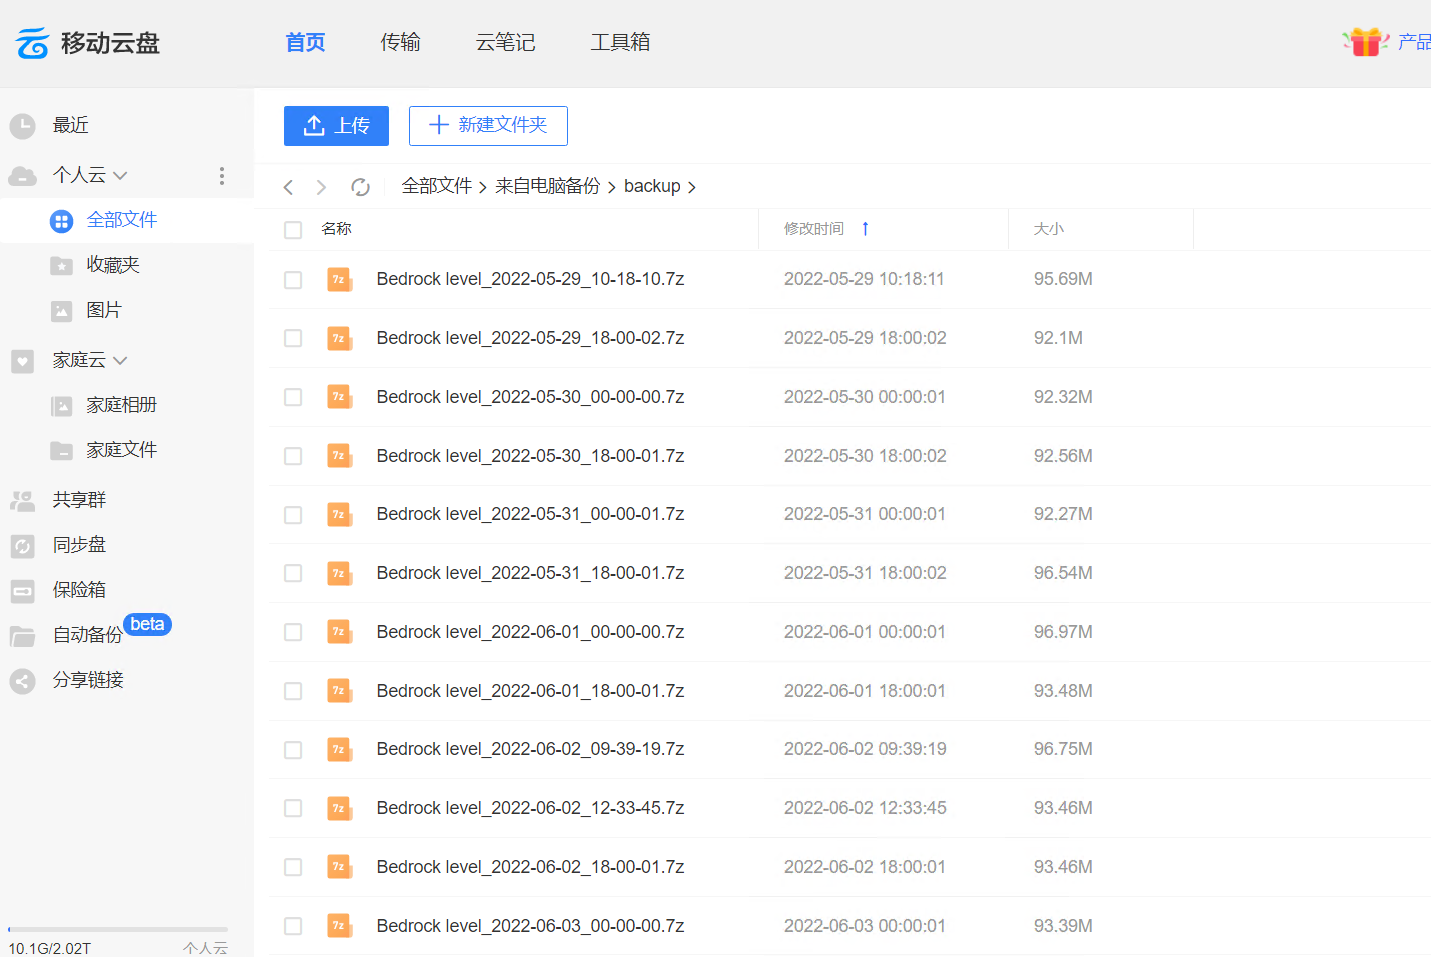 移动云盘
首页 传输 云笔记 工具箱
产品
最近
个人云
全部文件
收藏夹
图片
家庭云
家庭相册
家庭文件
共享群
同步盘
保险箱
自动备份 beta
分享链接
10.1G/2.02T 个人云
上传 新建文件夹
全部文件 来自电脑备份 backup
名称 修改时间 大小
7z Bedrock level_2022-05-29_10-18-10.7z 2022-05-29 10:18:11 95.69M
7z Bedrock level_2022-05-29_18-00-02.7z 2022-05-29 18:00:02 92.1M
7z Bedrock level_2022-05-30_00-00-00.7z 2022-05-30 00:00:01 92.32M
7z Bedrock level_2022-05-30_18-00-01.7z 2022-05-30 18:00:02 92.56M
7z Bedrock level_2022-05-31_00-00-01.7z 2022-05-31 00:00:01 92.27M
7z Bedrock level_2022-05-31_18-00-01.7z 2022-05-31 18:00:02 96.54M
7z Bedrock level_2022-06-01_00-00-00.7z 2022-06-01 00:00:01 96.97M
7z Bedrock level_2022-06-01_18-00-01.7z 2022-06-01 18:00:01 93.48M
7z Bedrock level_2022-06-02_09-39-19.7z 2022-06-02 09:39:19 96.75M
7z Bedrock level_2022-06-02_12-33-45.7z 2022-06-02 12:33:45 93.46M
7z Bedrock level_2022-06-02_18-00-01.7z 2022-06-02 18:00:01 93.46M
7z Bedrock level_2022-06-03_00-00-00.7z 2022-06-03 00:00:01 93.39M